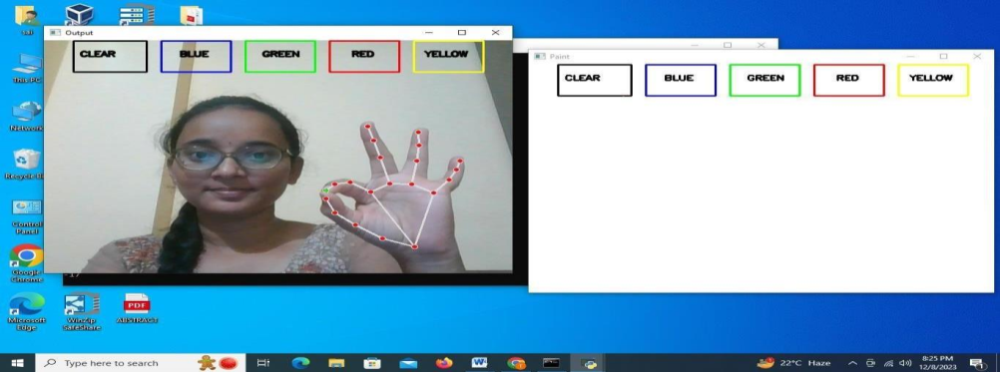 Output
CLEAR
BLUE
GREEN
RED
YELLOW
Paint
CLEAR
BLUE
GREEN
RED
YELLOW
This PC
Network
Recycle Bi
Control
Panel
Google
Chrome
Microsoft
Edge
WinZip
SafeShare
PDF
ABSTRACT
-17
Type here to search
W
22°C Haze
8:25 PM
12/8/2023